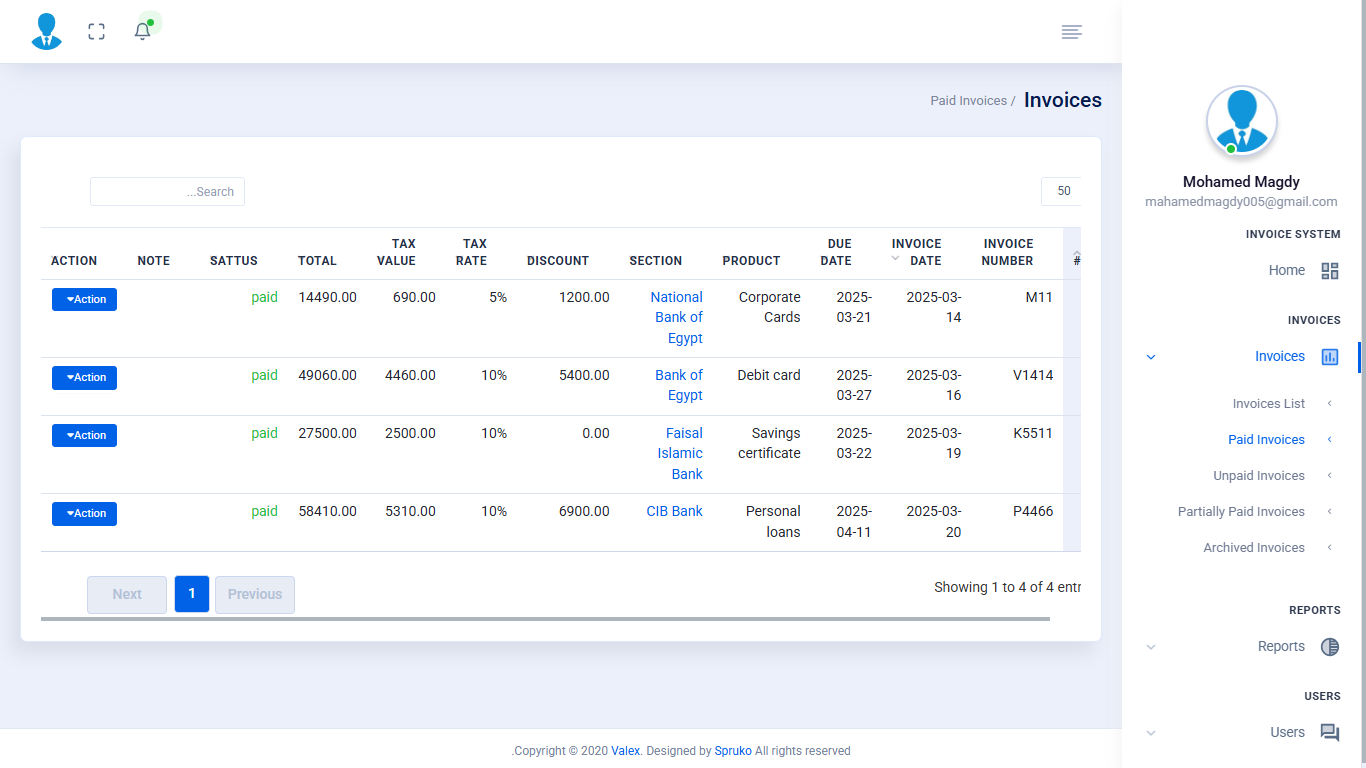 Paid Invoices / Invoices
...Search
50
ACTION NOTE SATTUS TOTAL TAX VALUE TAX RATE DISCOUNT SECTION PRODUCT DUE DATE INVOICE DATE INVOICE NUMBER #
Action paid 14490.00 690.00 5% 1200.00 National Bank of Egypt Corporate Cards 2025-03-21 2025-03-14 M11
Action paid 49060.00 4460.00 10% 5400.00 Bank of Egypt Debit card 2025-03-27 2025-03-16 V1414
Action paid 27500.00 2500.00 10% 0.00 Faisal Islamic Bank Savings certificate 2025-03-22 2025-03-19 K5511
Action paid 58410.00 5310.00 10% 6900.00 CIB Bank Personal loans 2025-04-11 2025-03-20 P4466
Next 1 Previous
Showing 1 to 4 of 4 entr
.Copyright © 2020 Valex. Designed by Spruko All rights reserved
Mohamed Magdy
mahamedmagdy005@gmail.com
INVOICE SYSTEM
Home
INVOICES
Invoices
Invoices List
Paid Invoices
Unpaid Invoices
Partially Paid Invoices
Archived Invoices
REPORTS
Reports
USERS
Users